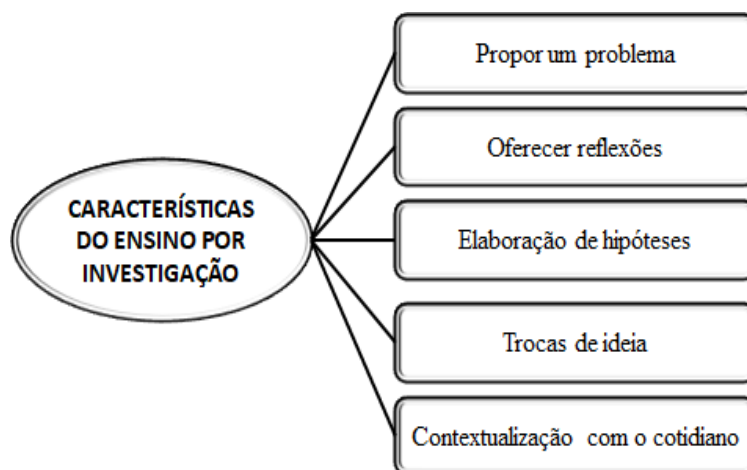 CARACTERÍSTICAS
DO ENSINO POR
INVESTIGAÇÃO
Propor um problema
Oferecer reflexões
Elaboração de hipóteses
Trocas de ideia
Contextualização com o cotidiano